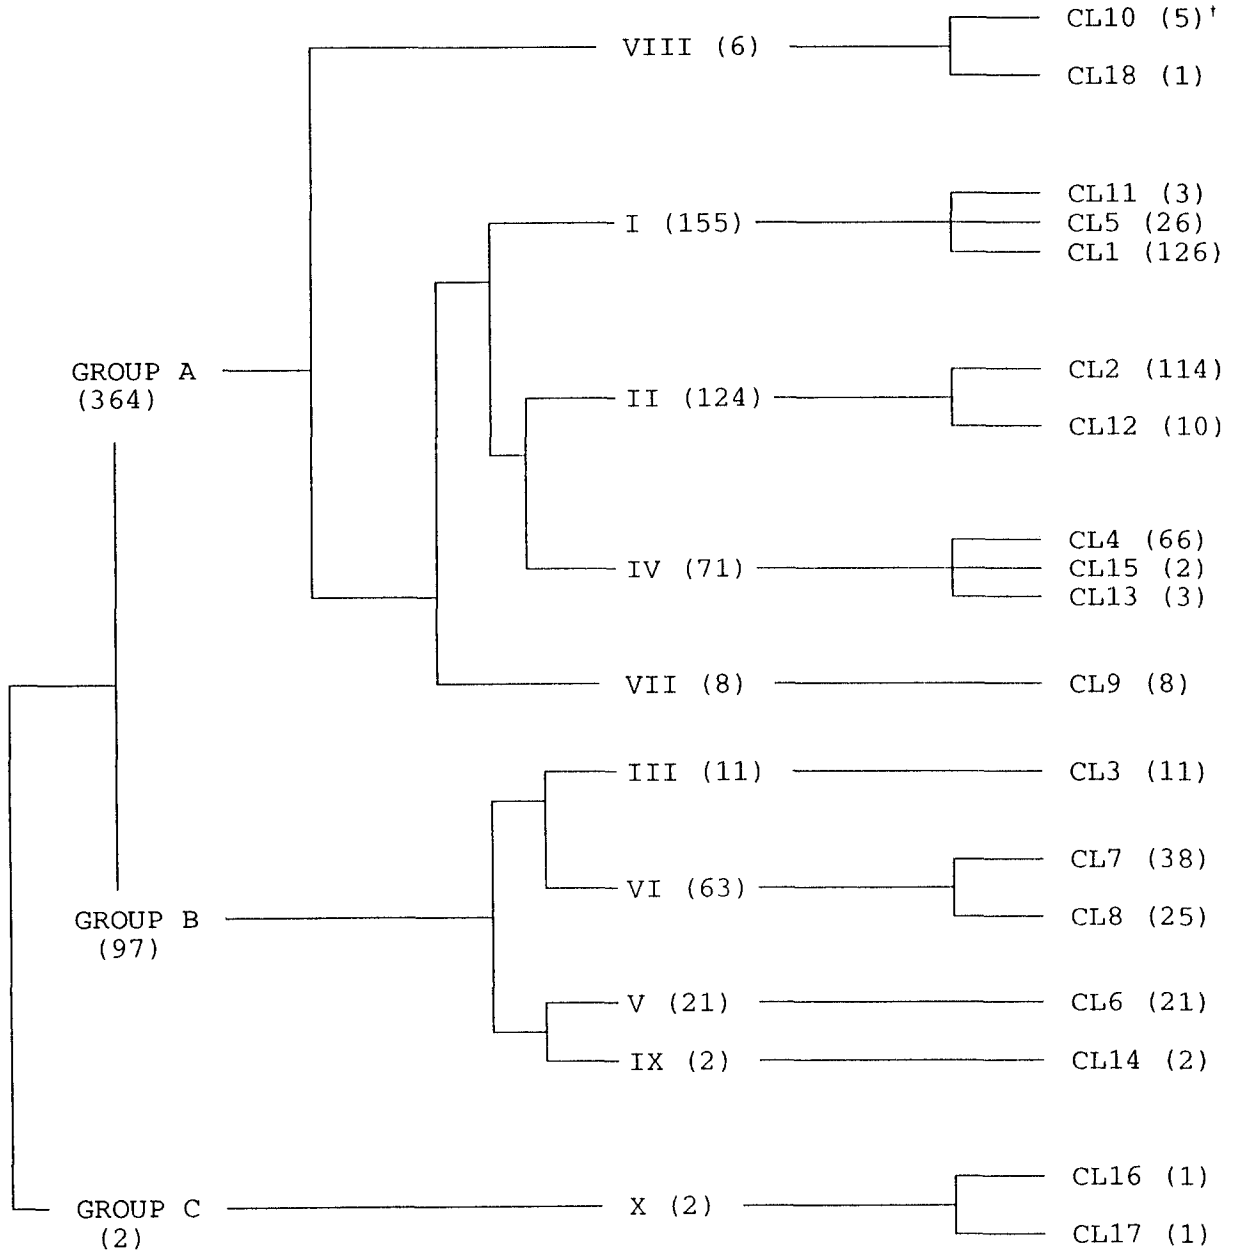 CL10 (5)†
VIII (6)
CL18 (1)
CL11 (3)
I (155)
CL5 (26)
CL1 (126)
GROUP A
(364)
CL2 (114)
II (124)
CL12 (10)
CL4 (66)
IV (71)
CL15 (2)
CL13 (3)
VII (8)
CL9 (8)
III (11)
CL3 (11)
CL7 (38)
VI (63)
CL8 (25)
GROUP B
(97)
V (21)
CL6 (21)
IX (2)
CL14 (2)
CL16 (1)
GROUP C
(2)
X (2)
CL17 (1)